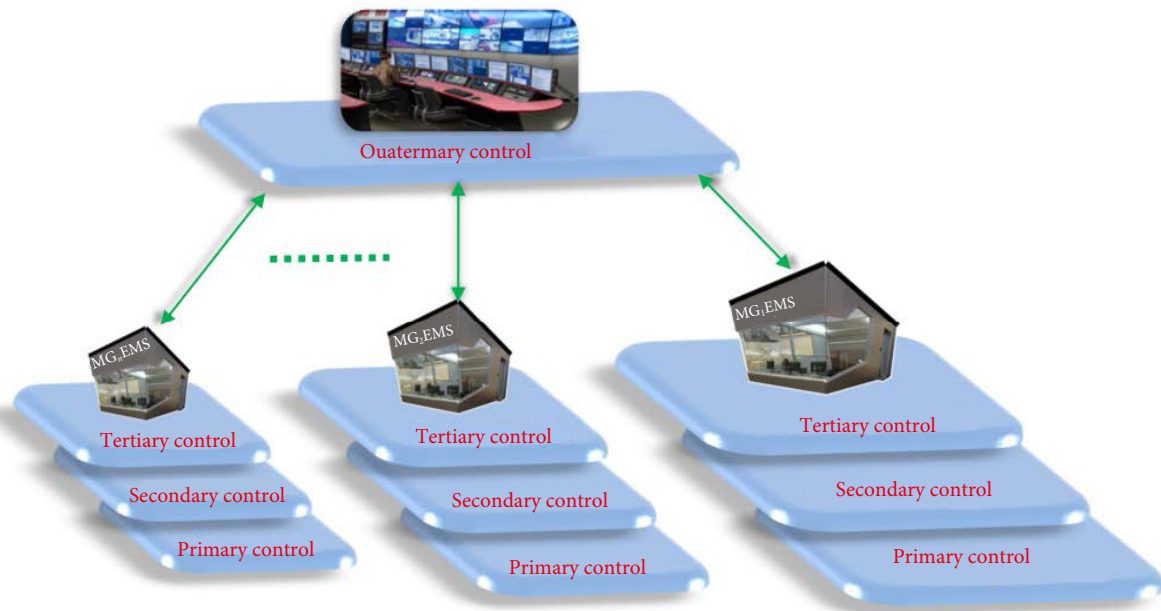 Ouatermary control
MGnEMS
MG2EMS
MG1EMS
Tertiary control
Tertiary control
Tertiary control
Secondary control
Secondary control
Secondary control
Primary control
Primary control
Primary control